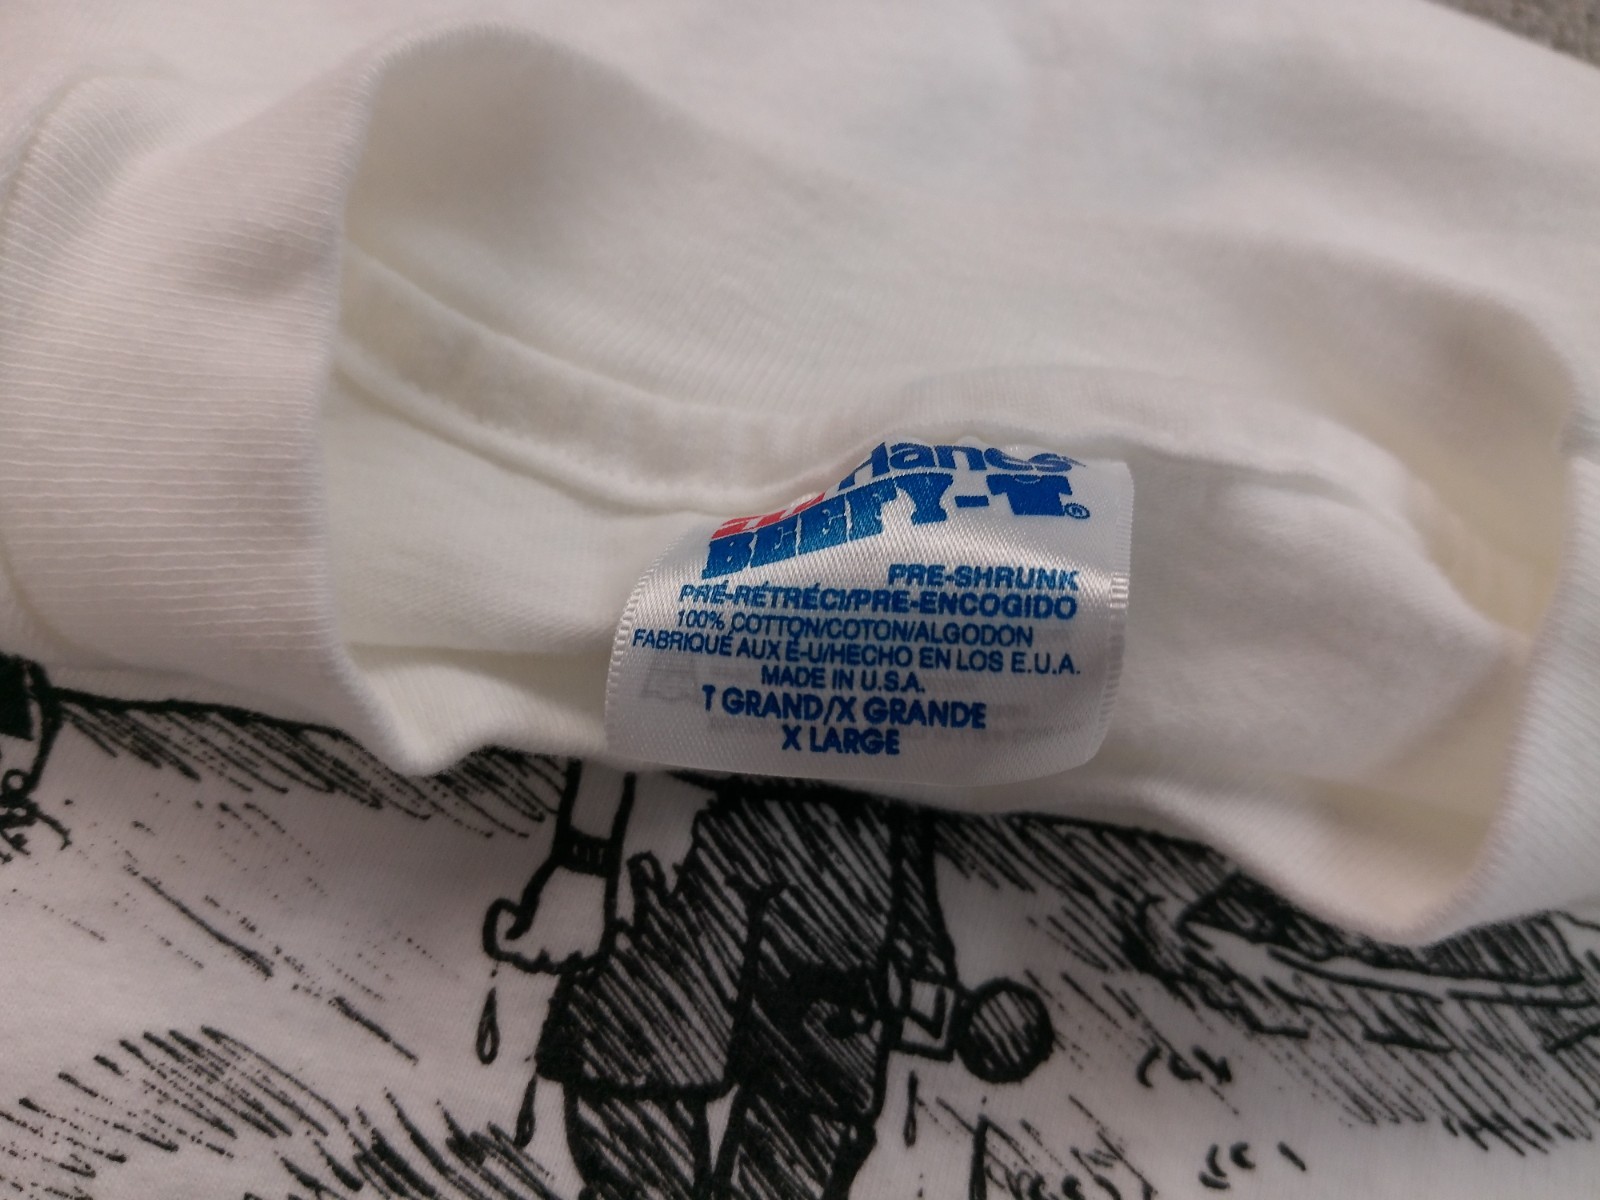 Hanes
BEEFY-T®
PRE-SHRUNK
PRÉ-RÉTRÉCI/PRE-ENCOGIDO
100% COTTON/COTON/ALGODON
FABRIQUÉ AUX É-U/HECHO EN LOS E.U.A.
MADE IN U.S.A.
T GRAND/X GRANDE
X LARGE